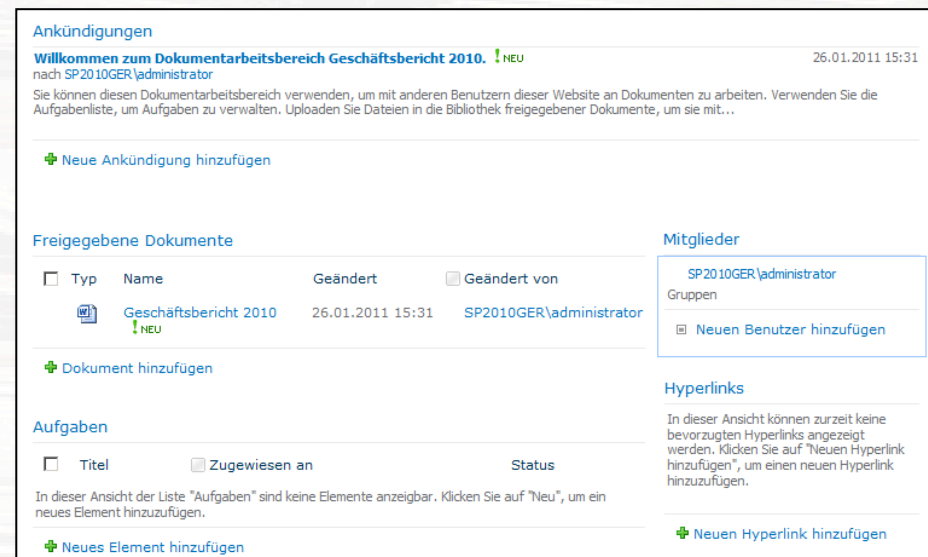 Ankündigungen
Willkommen zum Dokumentarbeitsbereich Geschäftsbericht 2010. ! NEU 26.01.2011 15:31
nach SP2010GER\administrator
Sie können diesen Dokumentarbeitsbereich verwenden, um mit anderen Benutzern dieser Website an Dokumenten zu arbeiten. Verwenden Sie die
Aufgabenliste, um Aufgaben zu verwalten. Uploaden Sie Dateien in die Bibliothek freigegebener Dokumente, um sie mit...
Neue Ankündigung hinzufügen
Freigegebene Dokumente
Typ Name Geändert Geändert von
Geschäftsbericht 2010 26.01.2011 15:31 SP2010GER\administrator
! NEU
Dokument hinzufügen
Aufgaben
Titel Zugewiesen an Status
In dieser Ansicht der Liste "Aufgaben" sind keine Elemente anzeigbar. Klicken Sie auf "Neu", um ein
neues Element hinzuzufügen.
Neues Element hinzufügen
Mitglieder
SP2010GER\administrator
Gruppen
Neuen Benutzer hinzufügen
Hyperlinks
In dieser Ansicht können zurzeit keine
bevorzugten Hyperlinks angezeigt
werden. Klicken Sie auf "Neuen Hyperlink
hinzufügen", um einen neuen Hyperlink
hinzuzufügen.
Neuen Hyperlink hinzufügen